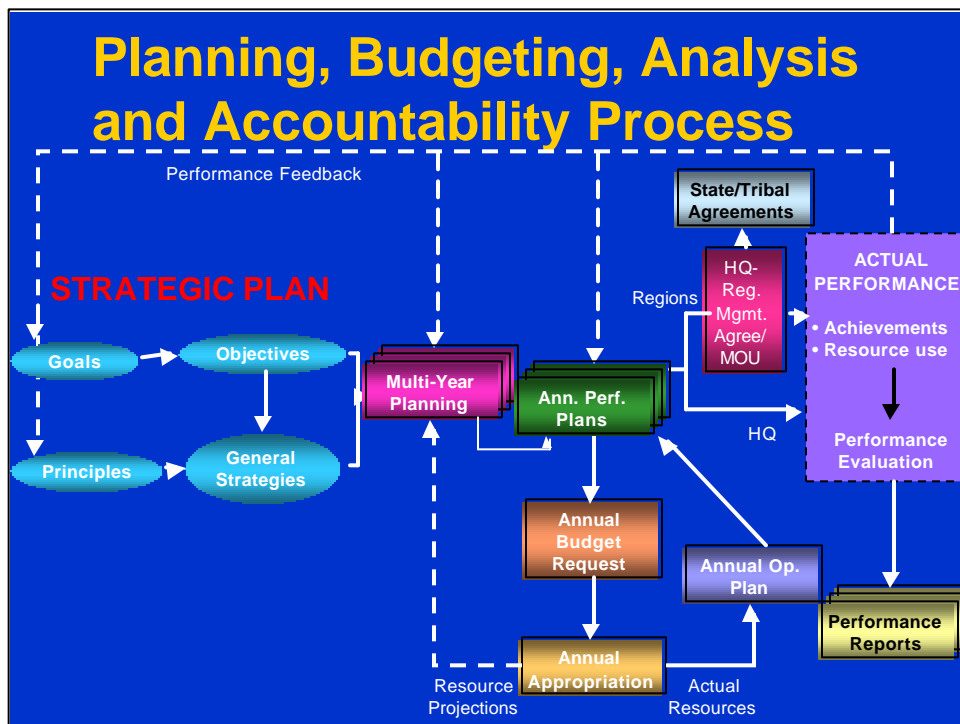 Planning, Budgeting, Analysis
and Accountability Process
Performance Feedback
State/Tribal
Agreements
STRATEGIC PLAN
Goals
Objectives
Principles
General
Strategies
Multi-Year
Planning
Ann. Perf.
Plans
Regions
HQ-
Reg.
Mgmt.
Agree/
MOU
HQ
ACTUAL
PERFORMANCE
• Achievements
• Resource use
Performance
Evaluation
Annual
Budget
Request
Annual Op.
Plan
Performance
Reports
Annual
Appropriation
Resource
Projections
Actual
Resources